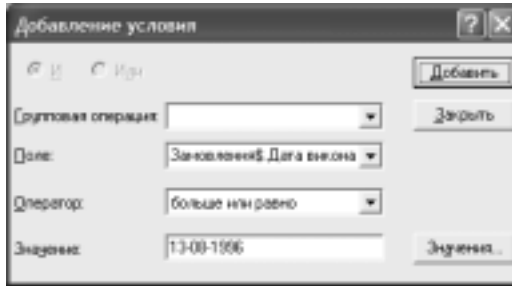 Добавление условия
И Или
Добавить
Групповая операция:
Закрыть
Поле: Замовлення$.Дата викона
Оператор: больше или равно
Значение: 13-08-1996 Значения...